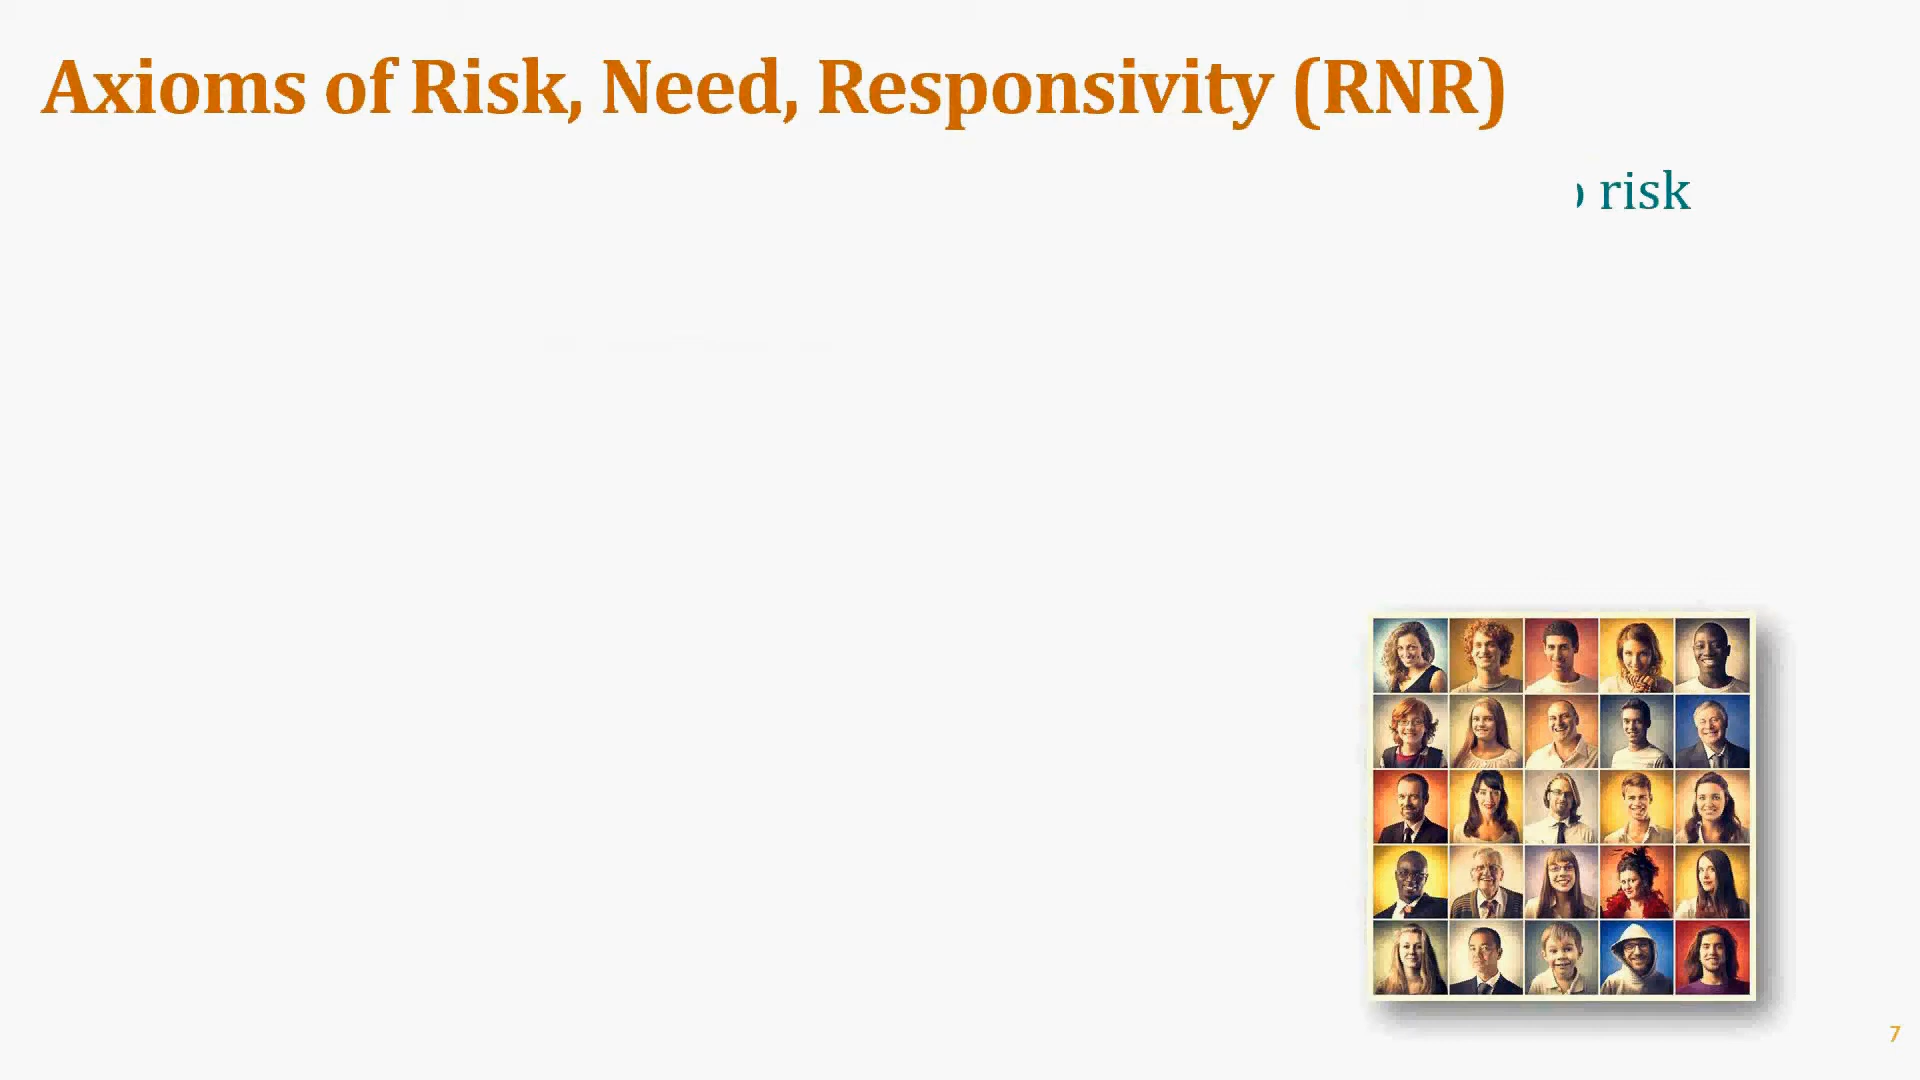 Axioms of Risk, Need, Responsivity (RNR)
risk
7